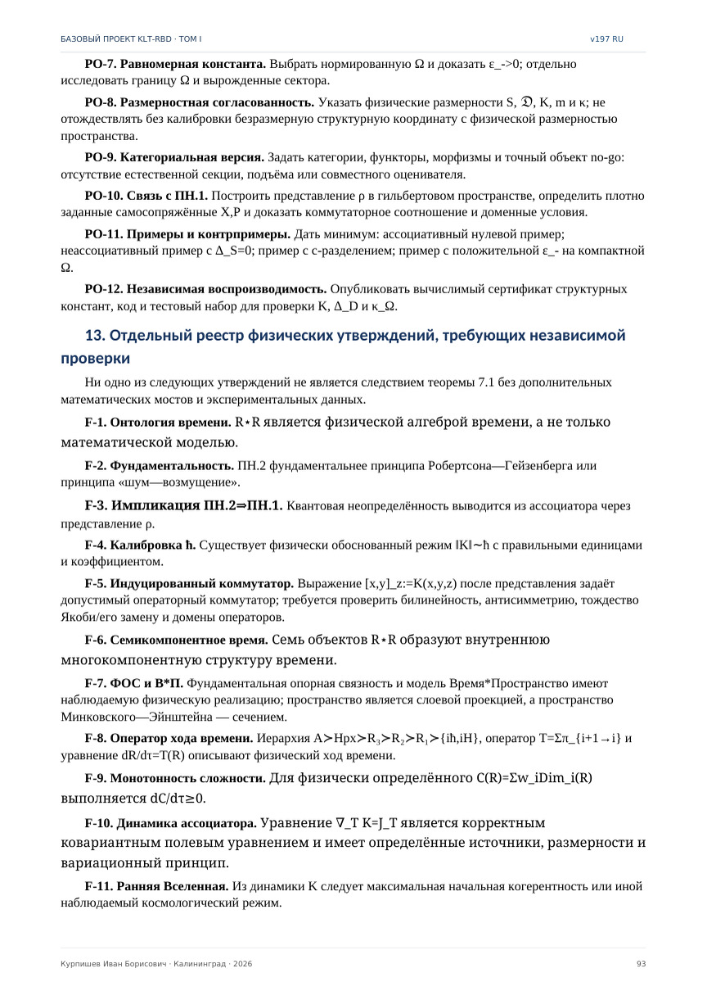 БАЗОВЫЙ ПРОЕКТ KLT-RBD · ТОМ I
v197 RU
PO-7. Равномерная константа. Выбрать нормированную Ω и доказать ε_->0; отдельно
исследовать границу Ω и вырожденные сектора.
PO-8. Размерностная согласованность. Указать физические размерности S, 𝔇, K, m и κ; не
отождествлять без калибровки безразмерную структурную координату с физической размерностью
пространства.
PO-9. Категориальная версия. Задать категории, функторы, морфизмы и точный объект no-go:
отсутствие естественной секции, подъёма или совместного оценивателя.
PO-10. Связь с ПН.1. Построить представление ρ в гильбертовом пространстве, определить плотно
заданные самосопряжённые X,P и доказать коммутаторное соотношение и доменные условия.
PO-11. Примеры и контрпримеры. Дать минимум: ассоциативный нулевой пример;
неассоциативный пример с Δ_S=0; пример с c-разделением; пример с положительной ε_- на компактной
Ω.
PO-12. Независимая воспроизводимость. Опубликовать вычислимый сертификат структурных
констант, код и тестовый набор для проверки K, Δ_D и κ_Ω.
13. Отдельный реестр физических утверждений, требующих независимой
проверки
Ни одно из следующих утверждений не является следствием теоремы 7.1 без дополнительных
математических мостов и экспериментальных данных.
F-1. Онтология времени. R⋆R является физической алгеброй времени, а не только
математической моделью.
F-2. Фундаментальность. ПН.2 фундаментальнее принципа Робертсона—Гейзенберга или
принципа «шум—возмущение».
F-3. Импликация ПН.2⇒ПН.1. Квантовая неопределённость выводится из ассоциатора через
представление ρ.
F-4. Калибровка ħ. Существует физически обоснованный режим ‖K‖∼ħ с правильными единицами
и коэффициентом.
F-5. Индуцированный коммутатор. Выражение [x,y]_z:=K(x,y,z) после представления задаёт
допустимый операторный коммутатор; требуется проверить билинейность, антисимметрию, тождество
Якоби/его замену и домены операторов.
F-6. Семикомпонентное время. Семь объектов R⋆R образуют внутреннюю
многокомпонентную структуру времени.
F-7. ФОС и В*П. Фундаментальная опорная связность и модель Время*Пространство имеют
наблюдаемую физическую реализацию; пространство является слоевой проекцией, а пространство
Минковского—Эйнштейна — сечением.
F-8. Оператор хода времени. Иерархия A≻Hpx≻R₃≻R₂≻R₁≻{iħ,iH}, оператор T=Σπ_{i+1→i} и
уравнение dR/dτ=T(R) описывают физический ход времени.
F-9. Монотонность сложности. Для физически определённого C(R)=Σw_iDim_i(R)
выполняется dC/dτ≥0.
F-10. Динамика ассоциатора. Уравнение ∇_T K=J_T является корректным
ковариантным полевым уравнением и имеет определённые источники, размерности и
вариационный принцип.
F-11. Ранняя Вселенная. Из динамики K следует максимальная начальная когерентность или иной
наблюдаемый космологический режим.
Курпишев Иван Борисович · Калининград · 2026
93